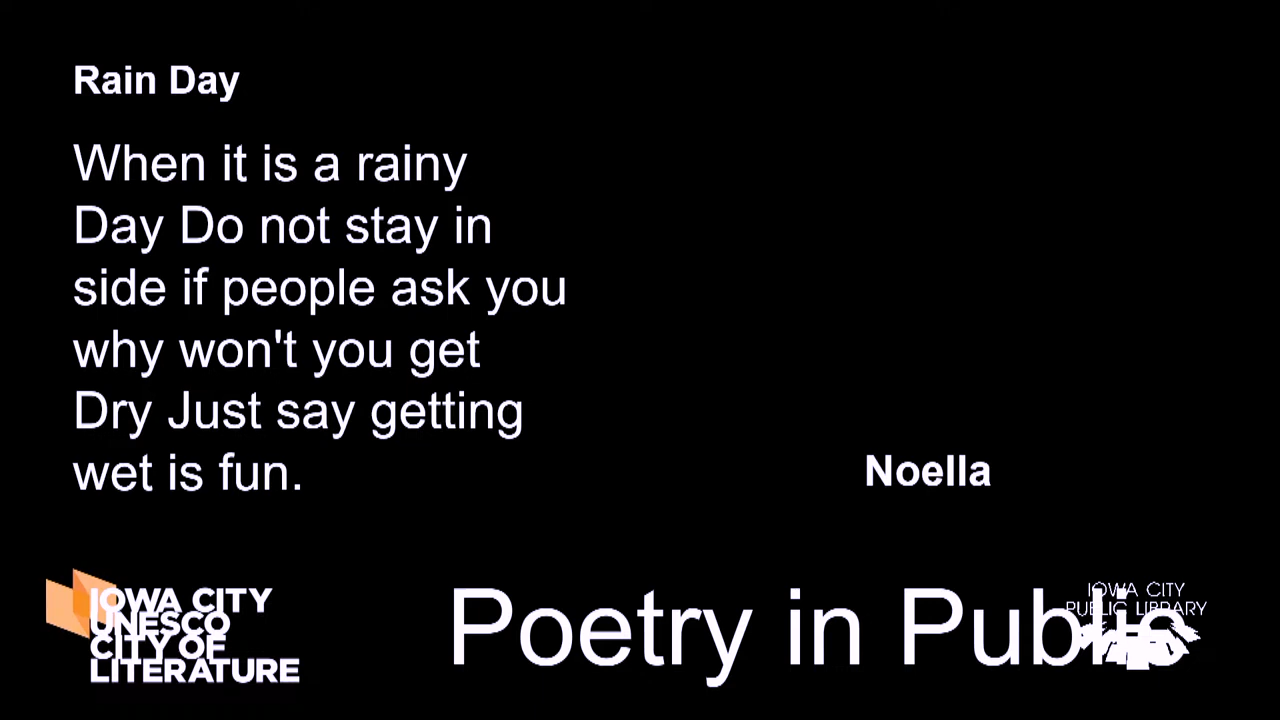 Rain Day
When it is a rainy
Day Do not stay in
side if people ask you
why won't you get
Dry Just say getting
wet is fun.
Noella
IOWA CITY
UNESCO
CITY OF
LITERATURE
Poetry in Public
IOWA CITY
PUBLIC LIBRARY